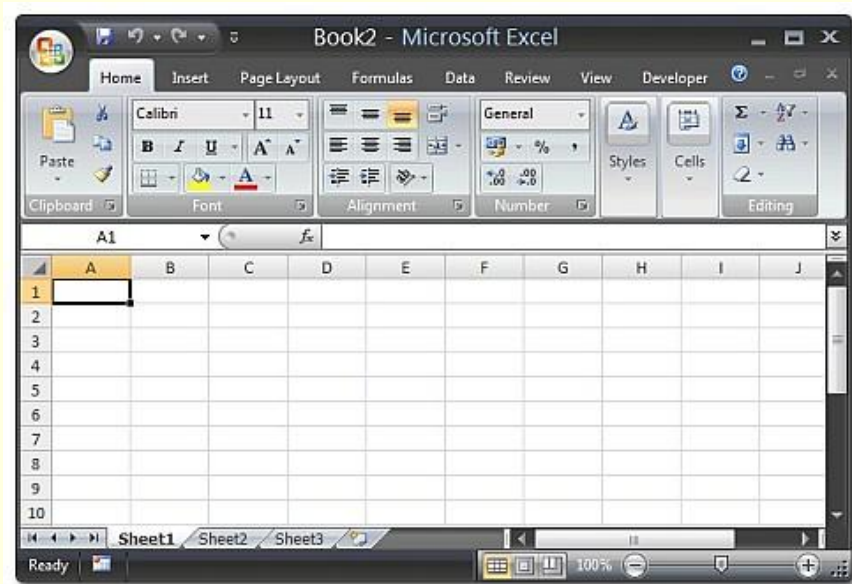 Book2 - Microsoft Excel
Home Insert Page Layout Formulas Data Review View Developer
Calibri 11 General
B I U A A % ,
Paste A Styles Cells
Clipboard Font Alignment Number Editing
A1 fx
A B C D E F G H I J
1
2
3
4
5
6
7
8
9
10
Sheet1 Sheet2 Sheet3
Ready 100%